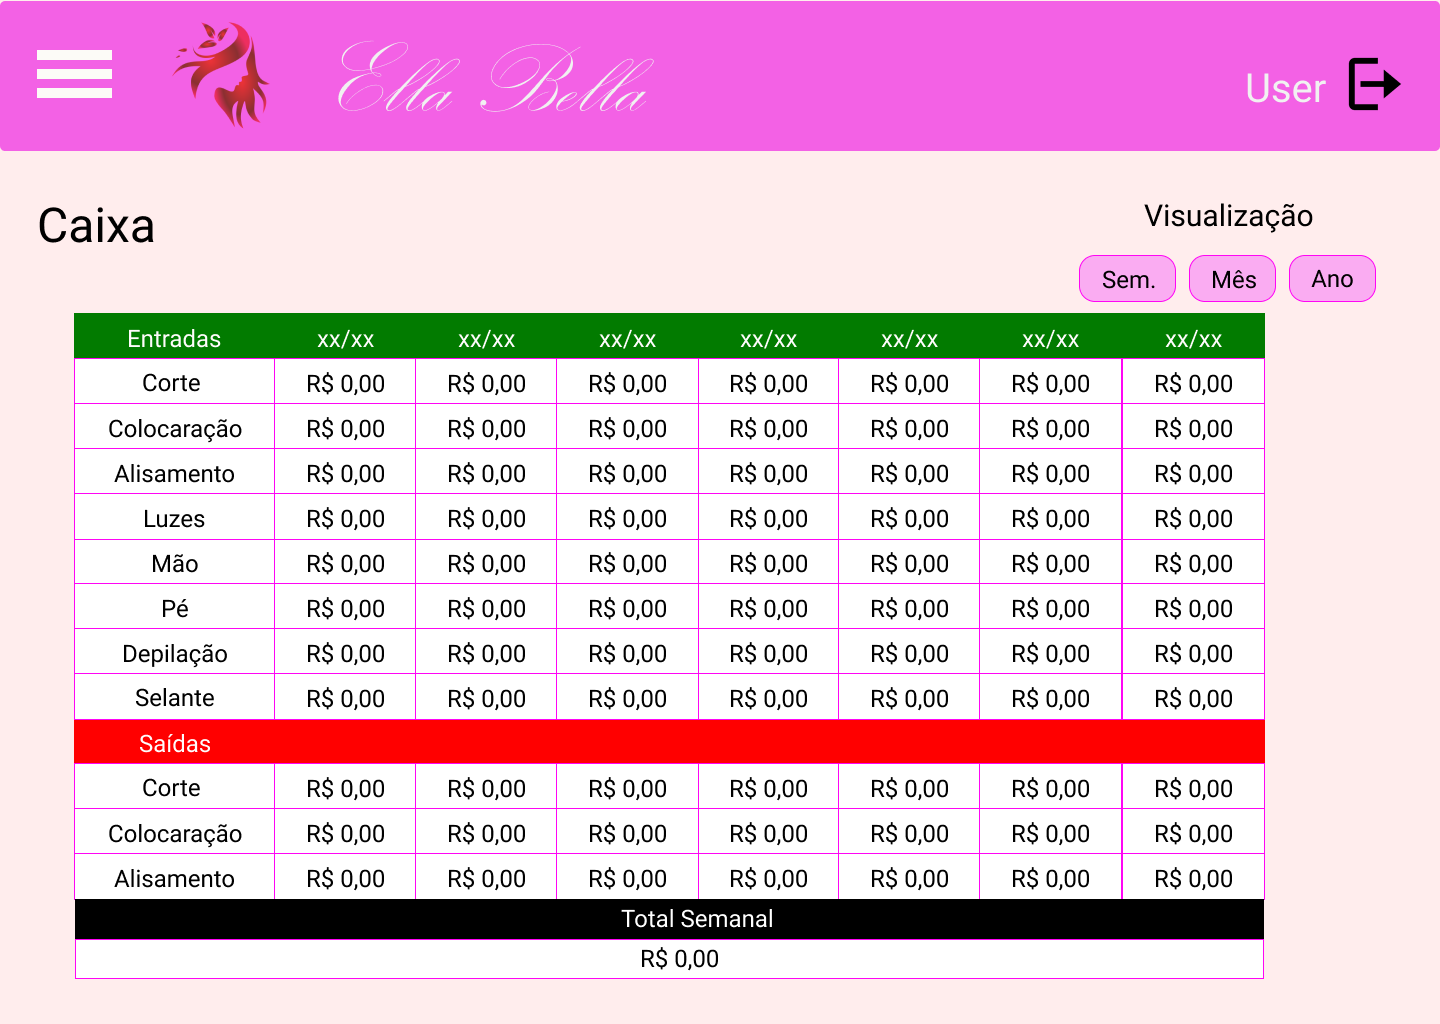 Ella Bella
User
Caixa
Visualização
Sem. Mês Ano
Entradas xx/xx xx/xx xx/xx xx/xx xx/xx xx/xx xx/xx
Corte R$ 0,00 R$ 0,00 R$ 0,00 R$ 0,00 R$ 0,00 R$ 0,00 R$ 0,00
Colocaração R$ 0,00 R$ 0,00 R$ 0,00 R$ 0,00 R$ 0,00 R$ 0,00 R$ 0,00
Alisamento R$ 0,00 R$ 0,00 R$ 0,00 R$ 0,00 R$ 0,00 R$ 0,00 R$ 0,00
Luzes R$ 0,00 R$ 0,00 R$ 0,00 R$ 0,00 R$ 0,00 R$ 0,00 R$ 0,00
Mão R$ 0,00 R$ 0,00 R$ 0,00 R$ 0,00 R$ 0,00 R$ 0,00 R$ 0,00
Pé R$ 0,00 R$ 0,00 R$ 0,00 R$ 0,00 R$ 0,00 R$ 0,00 R$ 0,00
Depilação R$ 0,00 R$ 0,00 R$ 0,00 R$ 0,00 R$ 0,00 R$ 0,00 R$ 0,00
Selante R$ 0,00 R$ 0,00 R$ 0,00 R$ 0,00 R$ 0,00 R$ 0,00 R$ 0,00
Saídas
Corte R$ 0,00 R$ 0,00 R$ 0,00 R$ 0,00 R$ 0,00 R$ 0,00 R$ 0,00
Colocaração R$ 0,00 R$ 0,00 R$ 0,00 R$ 0,00 R$ 0,00 R$ 0,00 R$ 0,00
Alisamento R$ 0,00 R$ 0,00 R$ 0,00 R$ 0,00 R$ 0,00 R$ 0,00 R$ 0,00
Total Semanal
R$ 0,00